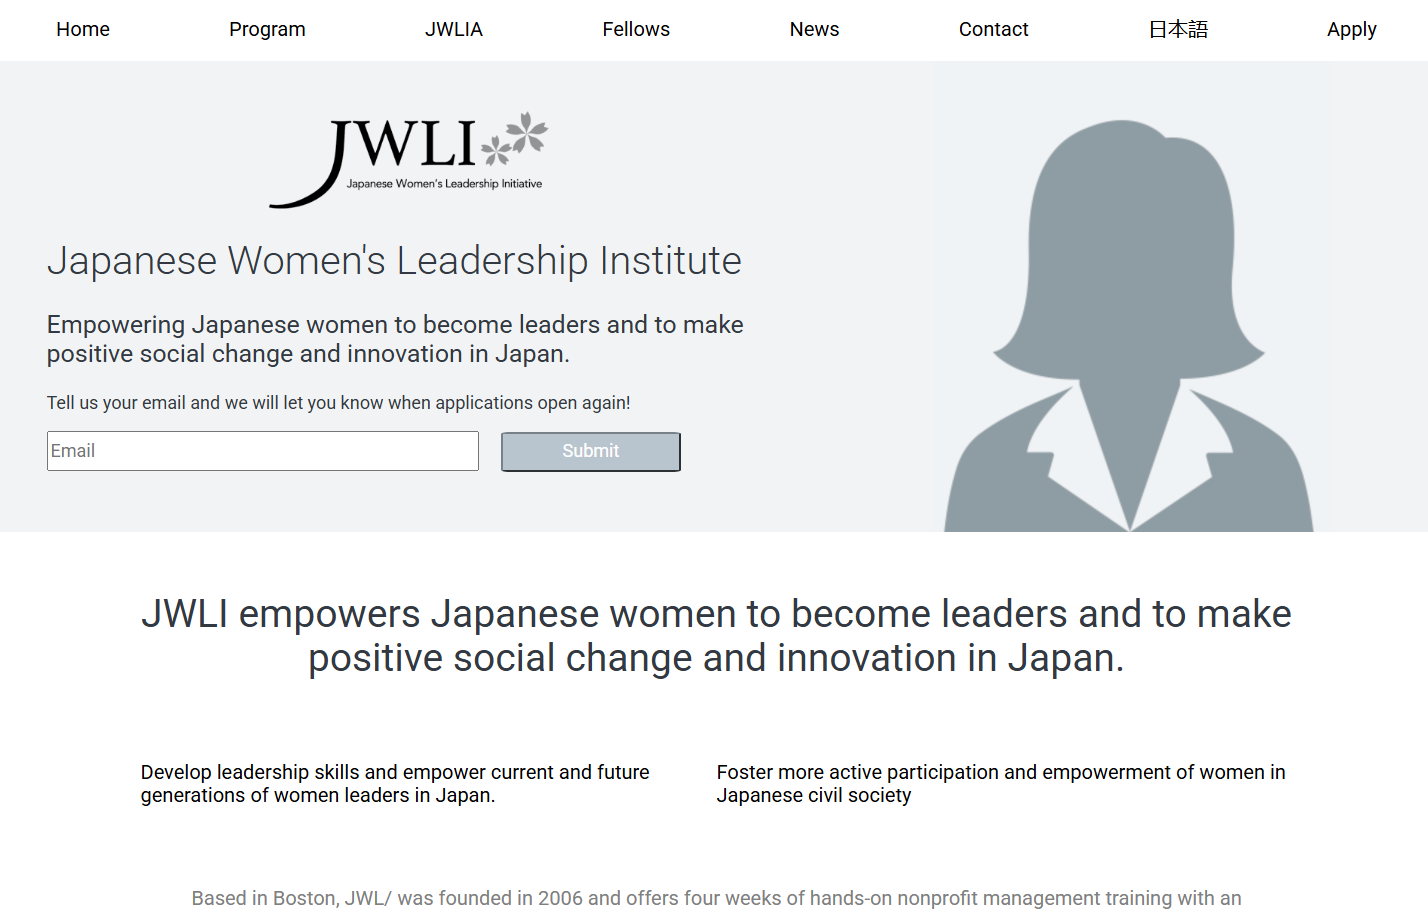 Home Program JWLIA Fellows News Contact 日本語 Apply
JWLI
Japanese Women's Leadership Initiative
Japanese Women's Leadership Institute
Empowering Japanese women to become leaders and to make
positive social change and innovation in Japan.
Tell us your email and we will let you know when applications open again!
Email Submit
JWLI empowers Japanese women to become leaders and to make
positive social change and innovation in Japan.
Develop leadership skills and empower current and future
generations of women leaders in Japan.
Foster more active participation and empowerment of women in
Japanese civil society
Based in Boston, JWL/ was founded in 2006 and offers four weeks of hands-on nonprofit management training with an